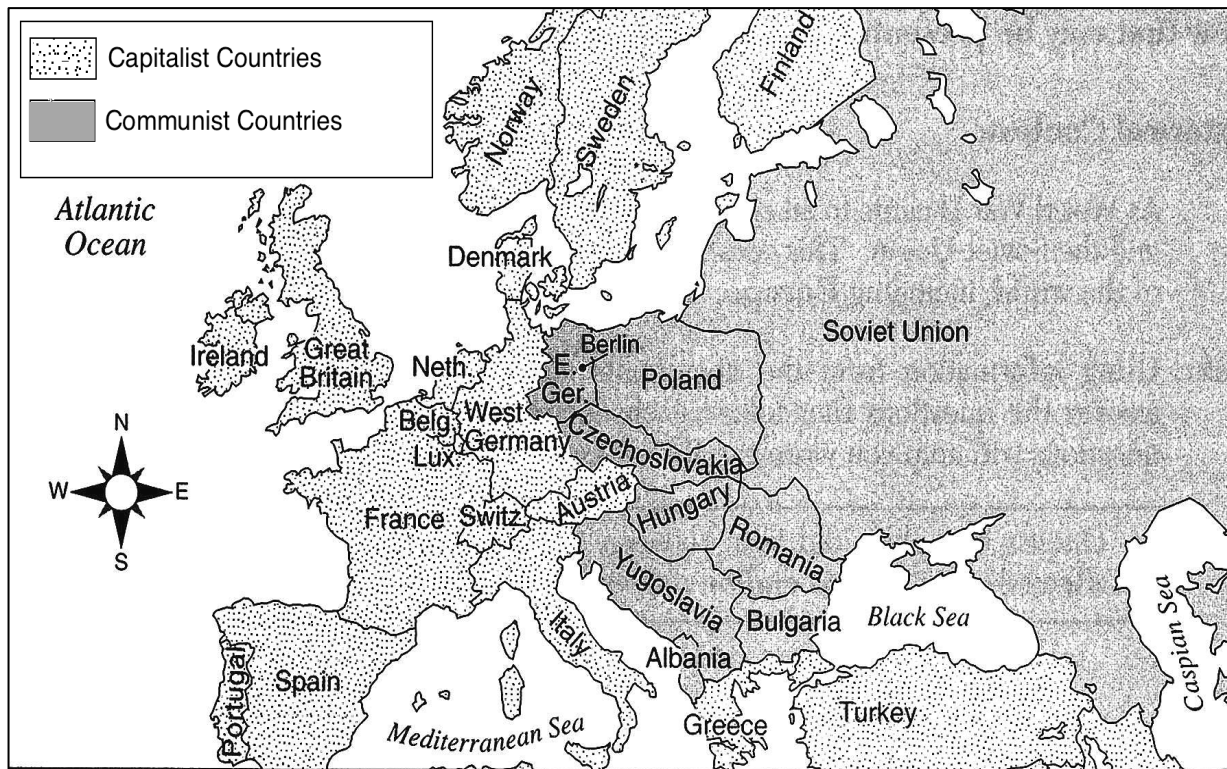 Capitalist Countries
Communist Countries
Atlantic
Ocean
Norway
Sweden
Finland
Denmark
Soviet Union
Ireland
Great
Britain
Neth.
Berlin
E.
Ger.
Poland
Belg.
West
Germany
Lux.
Czechoslovakia
N
W
E
S
France
Switz.
Austria
Hungary
Romania
Yugoslavia
Bulgaria
Black Sea
Caspian Sea
Italy
Albania
Portugal
Spain
Mediterranean Sea
Greece
Turkey